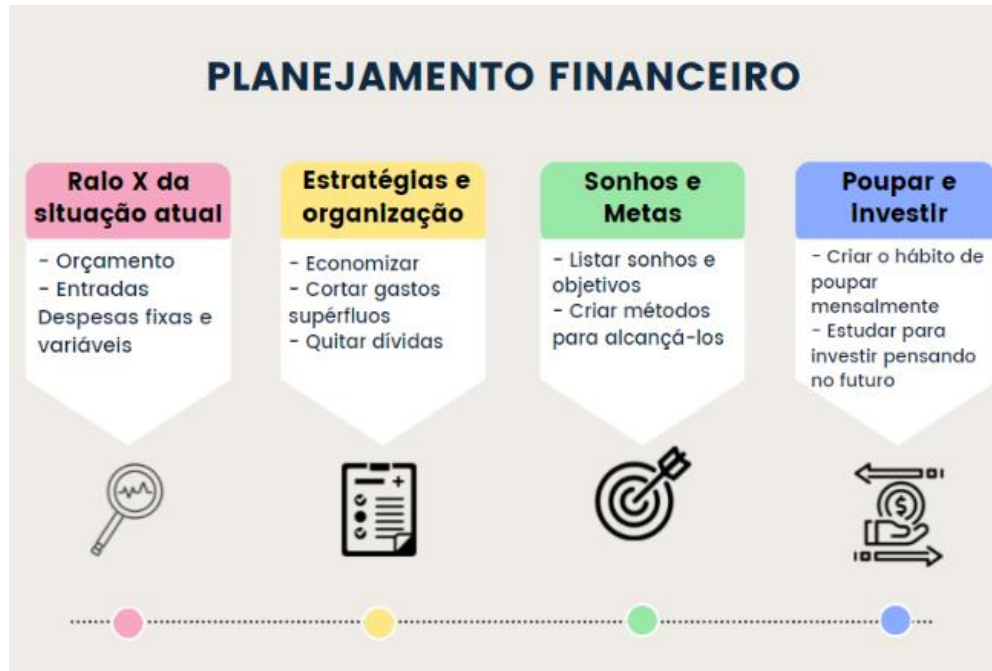 PLANEJAMENTO FINANCEIRO
Raio X da
situação atual
- Orçamento
- Entradas
Despesas fixas e
variáveis
Estratégias e
organização
- Economizar
- Cortar gastos
supérfluos
- Quitar dívidas
Sonhos e
Metas
- Listar sonhos e
objetivos
- Criar métodos
para alcançá-los
Poupar e
investir
- Criar o hábito de
poupar
mensalmente
- Estudar para
investir pensando
no futuro